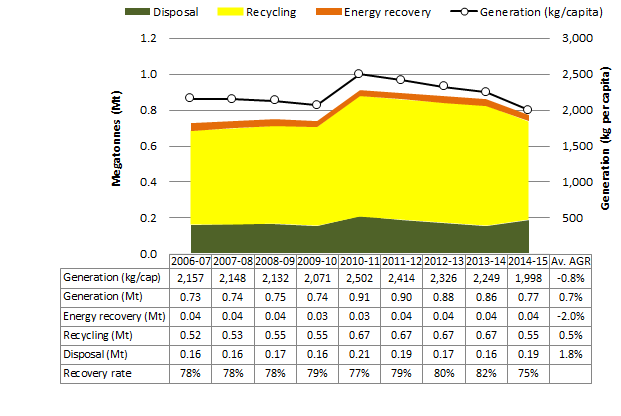 Disposal Recycling Energy recovery Generation (kg/capita)
1.2 3,000
1.0 2,500
0.8 2,000
0.6 1,500
0.4 1,000
0.2 500
0.0
Megatonnes (Mt)
Generation (kg per capita)
2006-07 2007-08 2008-09 2009-10 2010-11 2011-12 2012-13 2013-14 2014-15 Av. AGR
Generation (kg/cap) 2,157 2,148 2,132 2,071 2,502 2,414 2,326 2,249 1,998 -0.8%
Generation (Mt) 0.73 0.74 0.75 0.74 0.91 0.90 0.88 0.86 0.77 0.7%
Energy recovery (Mt) 0.04 0.04 0.04 0.03 0.03 0.04 0.04 0.04 0.04 -2.0%
Recycling (Mt) 0.52 0.53 0.55 0.55 0.67 0.67 0.67 0.67 0.55 0.5%
Disposal (Mt) 0.16 0.16 0.17 0.16 0.21 0.19 0.17 0.16 0.19 1.8%
Recovery rate 78% 78% 78% 79% 77% 79% 80% 82% 75%